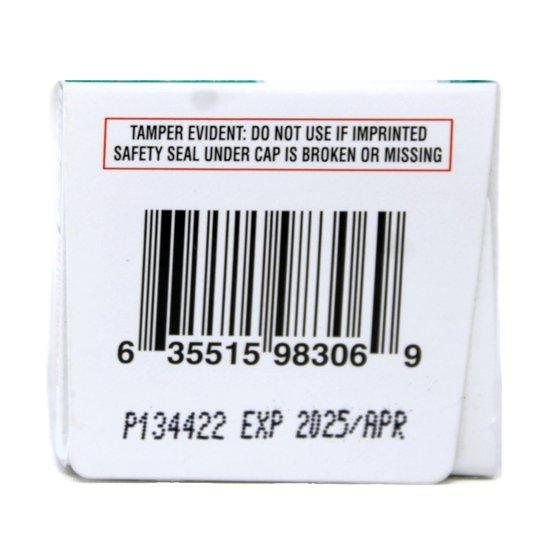 TAMPER EVIDENT: DO NOT USE IF IMPRINTED
SAFETY SEAL UNDER CAP IS BROKEN OR MISSING
6 35515 98306 9
P134422 EXP 2025/APR